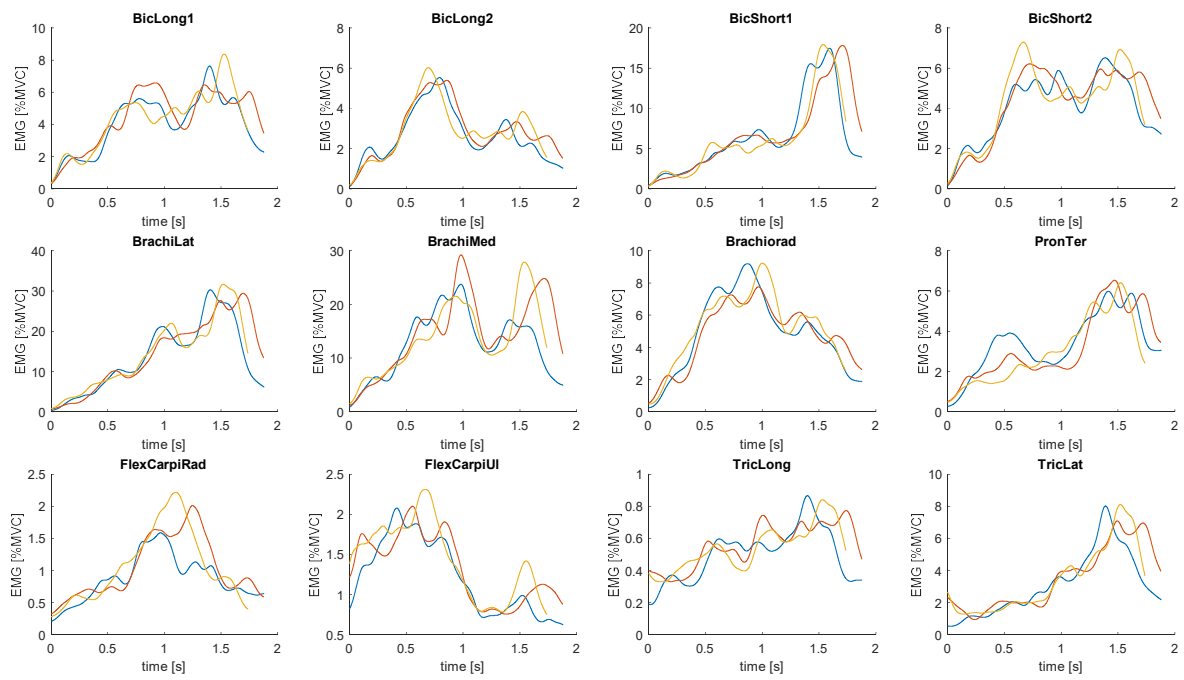 BicLong1
EMG [%MVC]
10
8
6
4
2
0
0 0.5 1 1.5 2
time [s]
BicLong2
EMG [%MVC]
8
6
4
2
0
0 0.5 1 1.5 2
time [s]
BicShort1
EMG [%MVC]
20
15
10
5
0
0 0.5 1 1.5 2
time [s]
BicShort2
EMG [%MVC]
8
6
4
2
0
0 0.5 1 1.5 2
time [s]
BrachiLat
EMG [%MVC]
40
30
20
10
0
0 0.5 1 1.5 2
time [s]
BrachiMed
EMG [%MVC]
30
20
10
0
0 0.5 1 1.5 2
time [s]
Brachiorad
EMG [%MVC]
10
8
6
4
2
0
0 0.5 1 1.5 2
time [s]
PronTer
EMG [%MVC]
8
6
4
2
0
0 0.5 1 1.5 2
time [s]
FlexCarpiRad
EMG [%MVC]
2.5
2
1.5
1
0.5
0
0 0.5 1 1.5 2
time [s]
FlexCarpiUl
EMG [%MVC]
2.5
2
1.5
1
0.5
0 0.5 1 1.5 2
time [s]
TricLong
EMG [%MVC]
1
0.8
0.6
0.4
0.2
0
0 0.5 1 1.5 2
time [s]
TricLat
EMG [%MVC]
10
8
6
4
2
0
0 0.5 1 1.5 2
time [s]